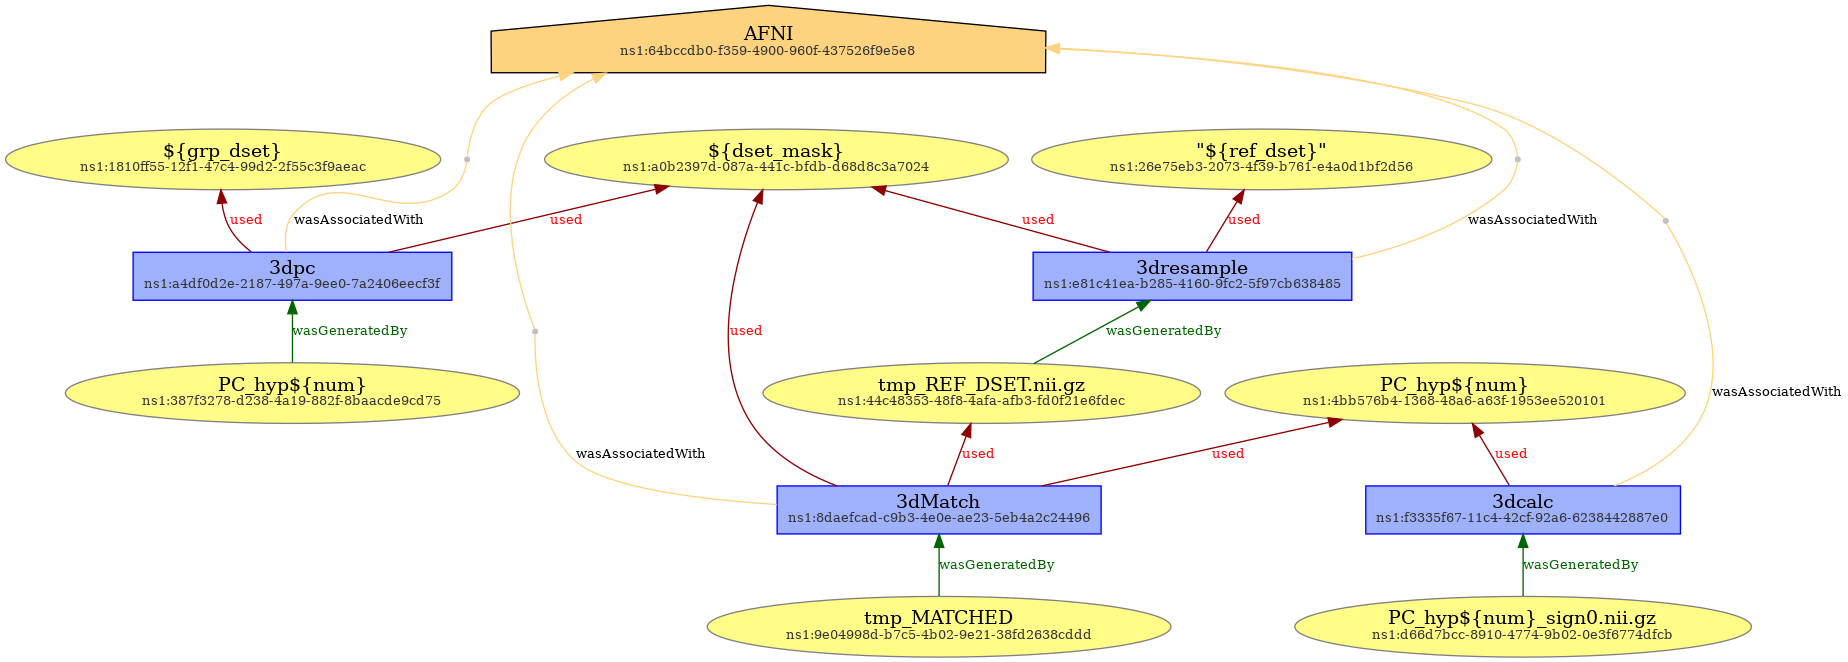 AFNI
ns1:64bccdb0-f359-4900-960f-437526f9e5e8
${grp_dset}
ns1:1810ff55-12f1-47c4-99d2-2f55c3f9aeac
${dset_mask}
ns1:a0b2397d-087a-441c-bfdb-d68d8c3a7024
"${ref_dset}"
ns1:26e75eb3-2073-4f39-b761-e4a0d1bf2d56
used
wasAssociatedWith
used
used
used
wasAssociatedWith
3dpc
ns1:a4df0d2e-2187-497a-9ee0-7a2406eecf3f
3dresample
ns1:e81c41ea-b285-4160-9fc2-5f97cb638485
wasGeneratedBy
used
wasGeneratedBy
PC_hyp${num}
ns1:387f3278-d238-4a19-882f-8baacde9cd75
tmp_REF_DSET.nii.gz
ns1:44c48353-48f8-4afa-afb3-fd0f21e6fdec
PC_hyp${num}
ns1:4bb576b4-1368-48a6-a63f-1953ee520101
wasAssociatedWith
wasAssociatedWith
used
used
used
3dMatch
ns1:8daefcad-c9b3-4e0e-ae23-5eb4a2c24496
3dcalc
ns1:f3335f67-11c4-42cf-92a6-6238442887e0
wasGeneratedBy
wasGeneratedBy
tmp_MATCHED
ns1:9e04998d-b7c5-4b02-9e21-38fd2638cddd
PC_hyp${num}_sign0.nii.gz
ns1:d66d7bcc-8910-4774-9b02-0e3f6774dfcb